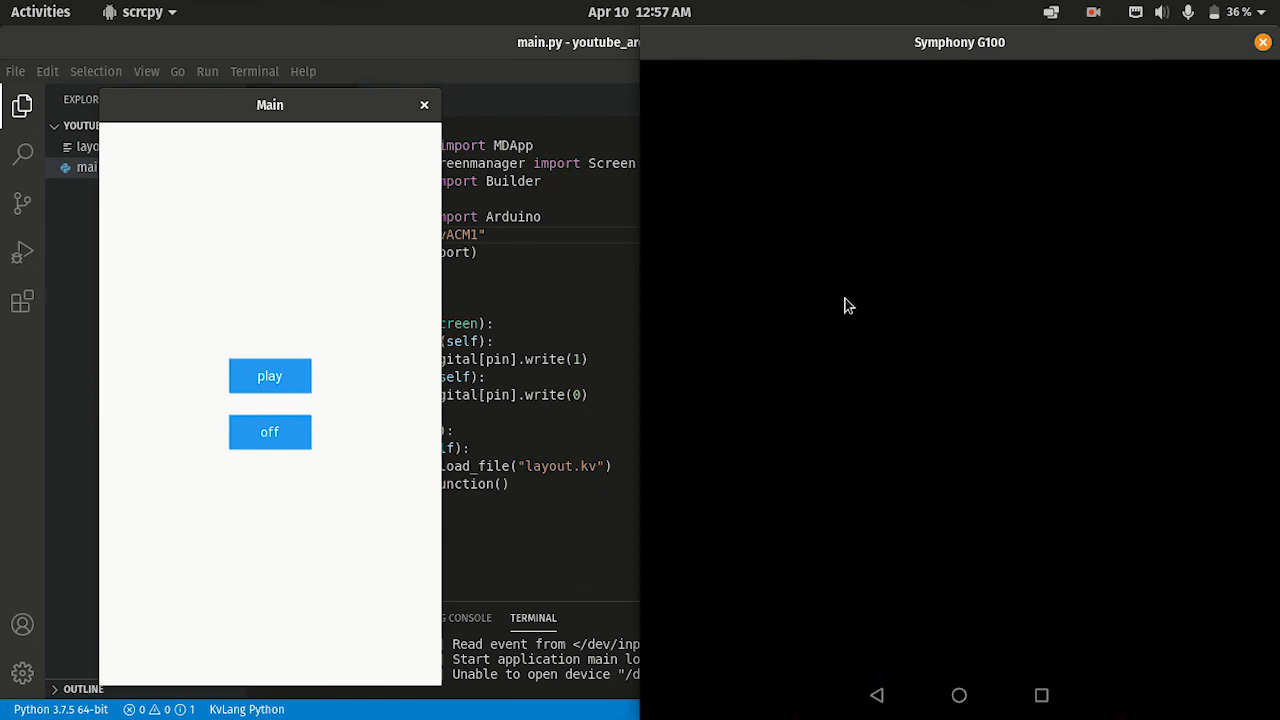 Activities scrcpy Apr 10 12:57 AM 36 %
main.py - youtube_ar
Symphony G100
File Edit Selection View Go Run Terminal Help
EXPLOR
Main
YOUTUB
layo
mai
import MDApp
reenmanager import Screen
import Builder
import Arduino
ACM1"
port)
creen):
(self):
gital[pin].write(1)
self):
gital[pin].write(0)
):
lf):
load_file("layout.kv")
unction()
play
off
G CONSOLE TERMINAL
Read event from </dev/inp
Start application main lo
Unable to open device "/d
OUTLINE
Python 3.7.5 64-bit 0 0 1 KvLang Python